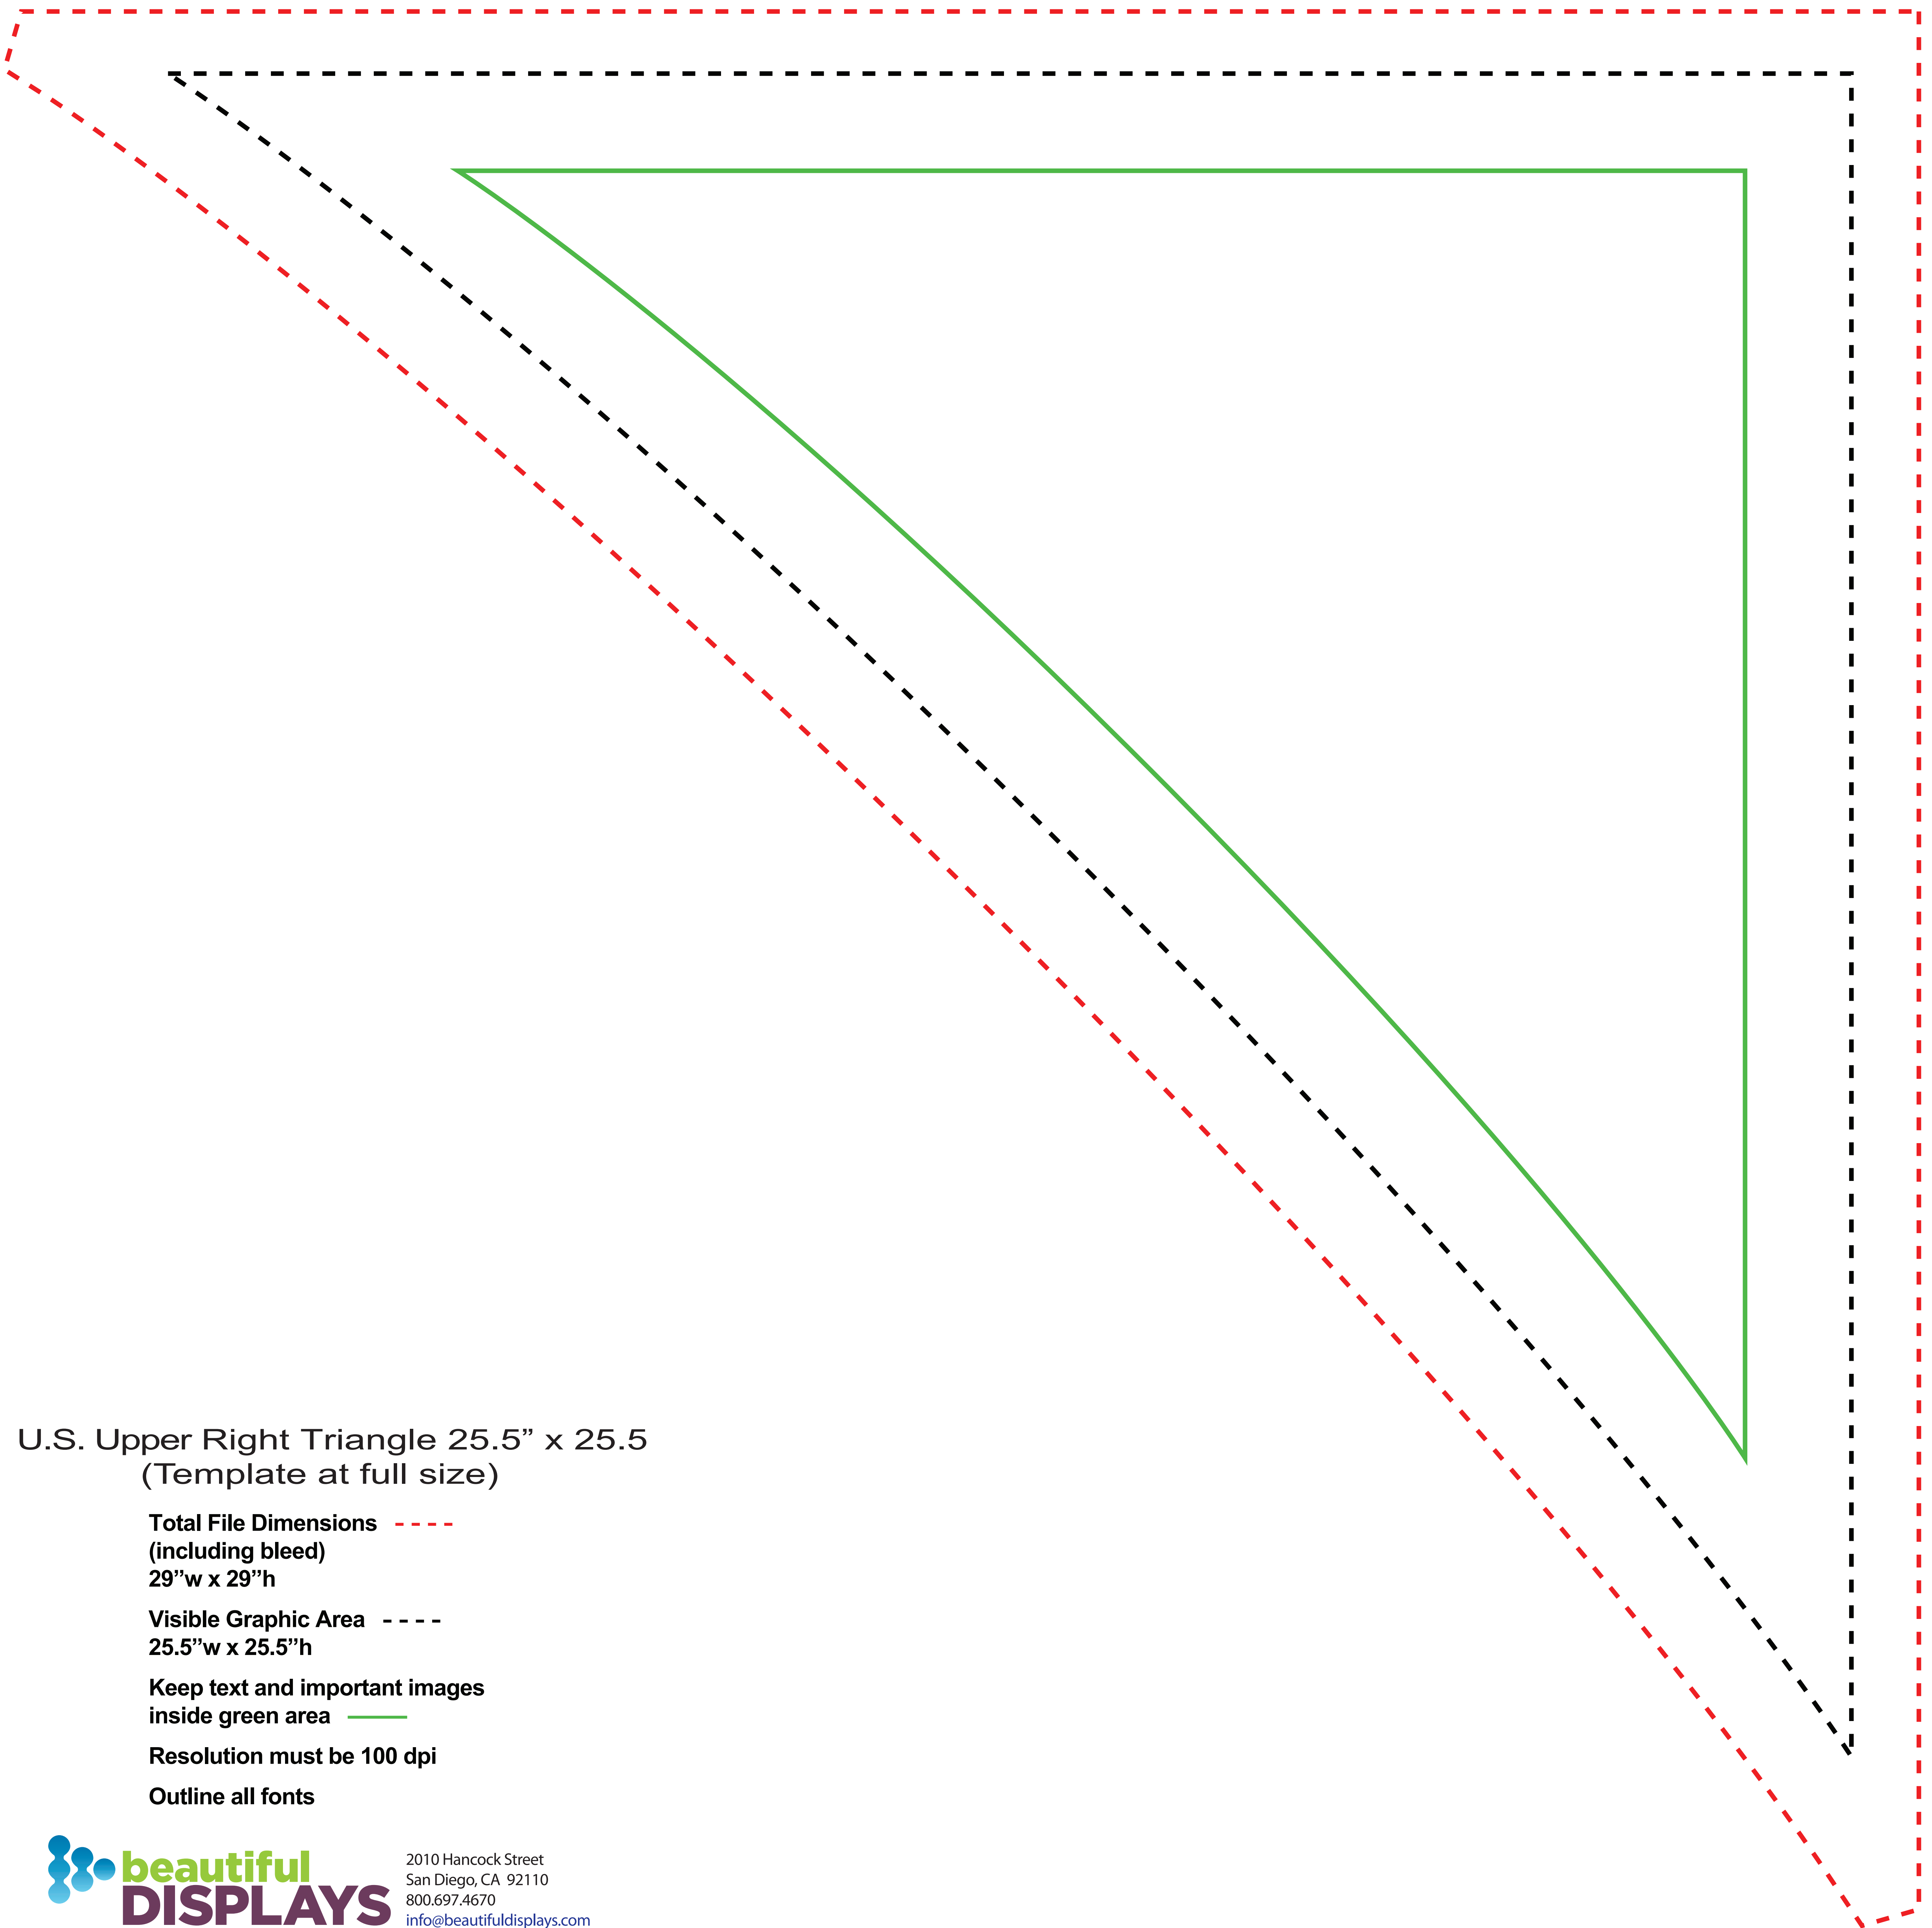 U.S. Upper Right Triangle 25.5” x 25.5
(Template at full size)
Total File Dimensions
(including bleed)
29”w x 29”h
Visible Graphic Area
25.5”w x 25.5”h
Keep text and important images
inside green area
Resolution must be 100 dpi
Outline all fonts
beautiful
DISPLAYS
2010 Hancock Street
San Diego, CA 92110
800.697.4670
info@beautifuldisplays.com